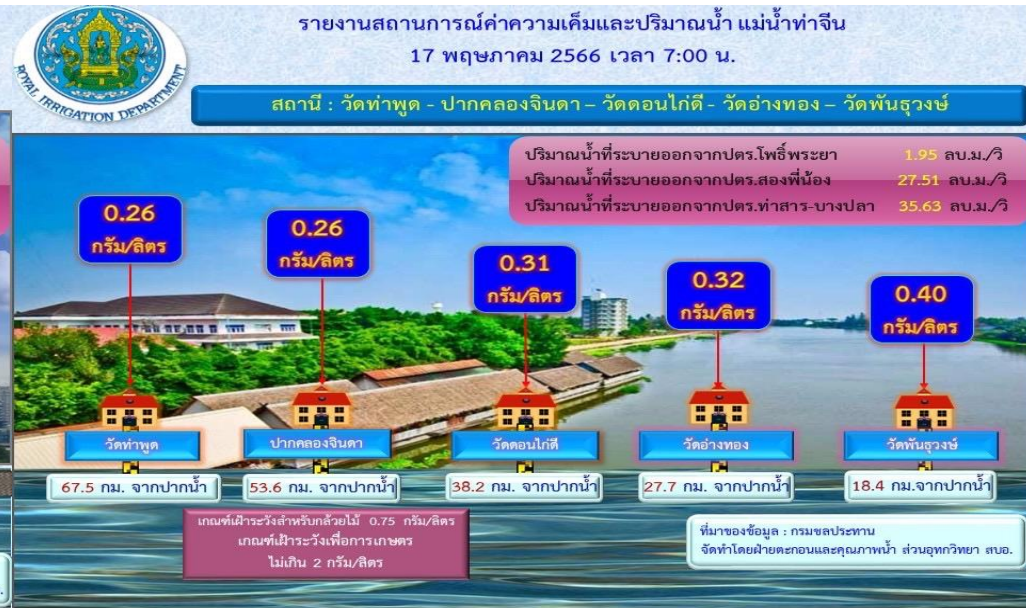 รายงานสถานการณ์ค่าความเค็มและปริมาณน้ำ แม่น้ำท่าจีน
17 พฤษภาคม 2566 เวลา 7:00 น.
ROYAL IRRIGATION DEPARTMENT
สถานี : วัดท่าพูด - ปากคลองจินดา – วัดดอนไก่ดี - วัดอ่างทอง – วัดพันธุวงษ์
ปริมาณน้ำที่ระบายออกจากปตร.โพธิ์พระยา 1.95 ลบ.ม./วิ
ปริมาณน้ำที่ระบายออกจากปตร.สองพี่น้อง 27.51 ลบ.ม./วิ
ปริมาณน้ำที่ระบายออกจากปตร.ท่าสาร-บางปลา 35.63 ลบ.ม./วิ
0.26
กรัม/ลิตร
0.26
กรัม/ลิตร
0.31
กรัม/ลิตร
0.32
กรัม/ลิตร
0.40
กรัม/ลิตร
วัดท่าพูด
ปากคลองจินดา
วัดดอนไก่ดี
วัดอ่างทอง
วัดพันธุวงษ์
67.5 กม. จากปากน้ำ
53.6 กม. จากปากน้ำ
38.2 กม. จากปากน้ำ
27.7 กม. จากปากน้ำ
18.4 กม.จากปากน้ำ
เกณฑ์เฝ้าระวังสำหรับกล้วยไม้ 0.75 กรัม/ลิตร
เกณฑ์เฝ้าระวังเพื่อการเกษตร
ไม่เกิน 2 กรัม/ลิตร
ที่มาของข้อมูล : กรมชลประทาน
จัดทำโดยฝ่ายตะกอนและคุณภาพน้ำ ส่วนอุทกวิทยา สบอ.